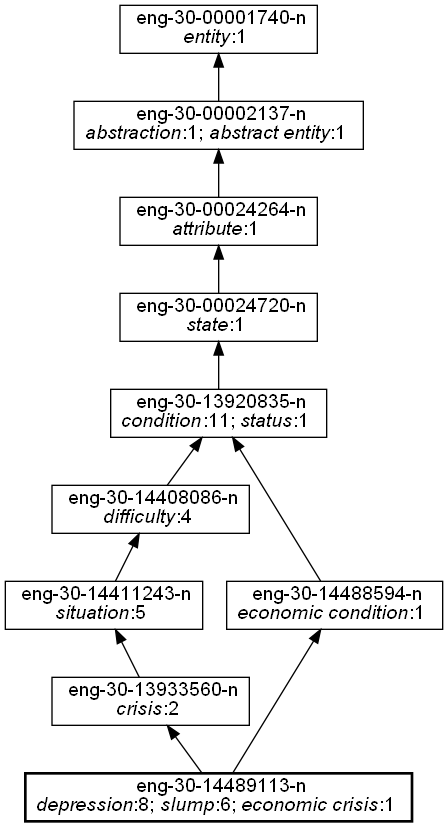 eng-30-00001740-n
entity:1
eng-30-00002137-n
abstraction:1; abstract entity:1
eng-30-00024264-n
attribute:1
eng-30-00024720-n
state:1
eng-30-13920835-n
condition:11; status:1
eng-30-14408086-n
difficulty:4
eng-30-14411243-n
situation:5
eng-30-14488594-n
economic condition:1
eng-30-13933560-n
crisis:2
eng-30-14489113-n
depression:8; slump:6; economic crisis:1